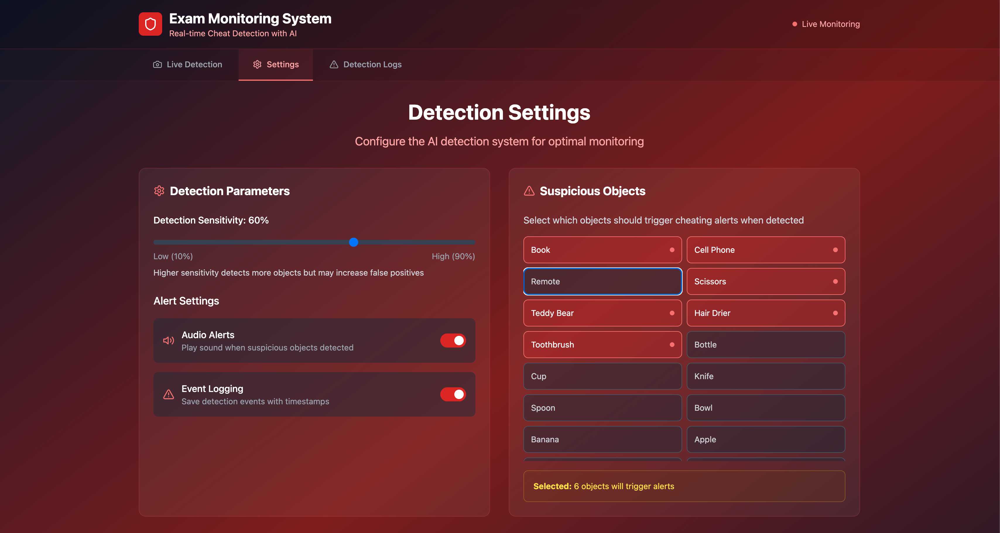 Exam Monitoring System
Real-time Cheat Detection with AI
Live Monitoring
Live Detection
Settings
Detection Logs
Detection Settings
Configure the AI detection system for optimal monitoring
Detection Parameters
Detection Sensitivity: 60%
Low (10%)
High (90%)
Higher sensitivity detects more objects but may increase false positives
Alert Settings
Audio Alerts
Play sound when suspicious objects detected
Event Logging
Save detection events with timestamps
Suspicious Objects
Select which objects should trigger cheating alerts when detected
Book
Cell Phone
Remote
Scissors
Teddy Bear
Hair Drier
Toothbrush
Bottle
Cup
Knife
Spoon
Bowl
Banana
Apple
Selected: 6 objects will trigger alerts